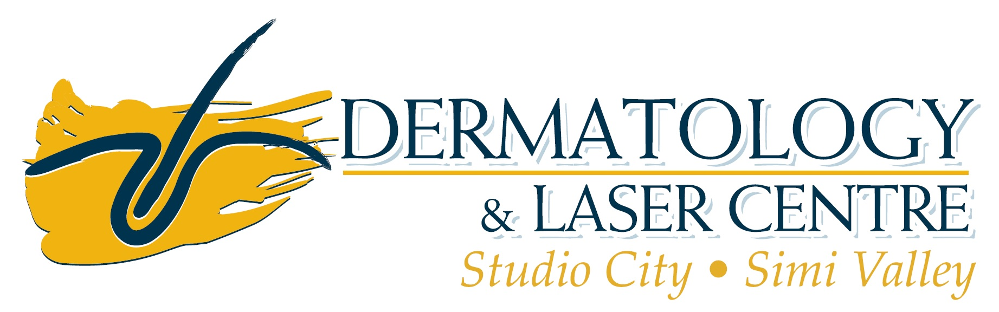 DERMATOLOGY
& LASER CENTRE
Studio City • Simi Valley